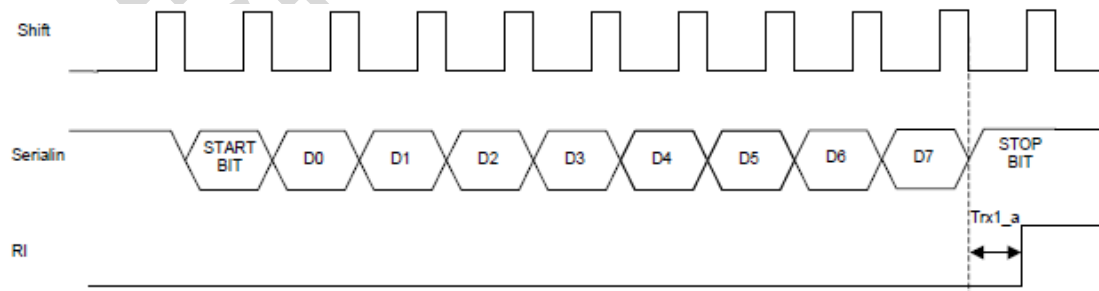 Shift
Serialin
START
BIT
D0
D1
D2
D3
D4
D5
D6
D7
STOP
BIT
Trx1_a
RI